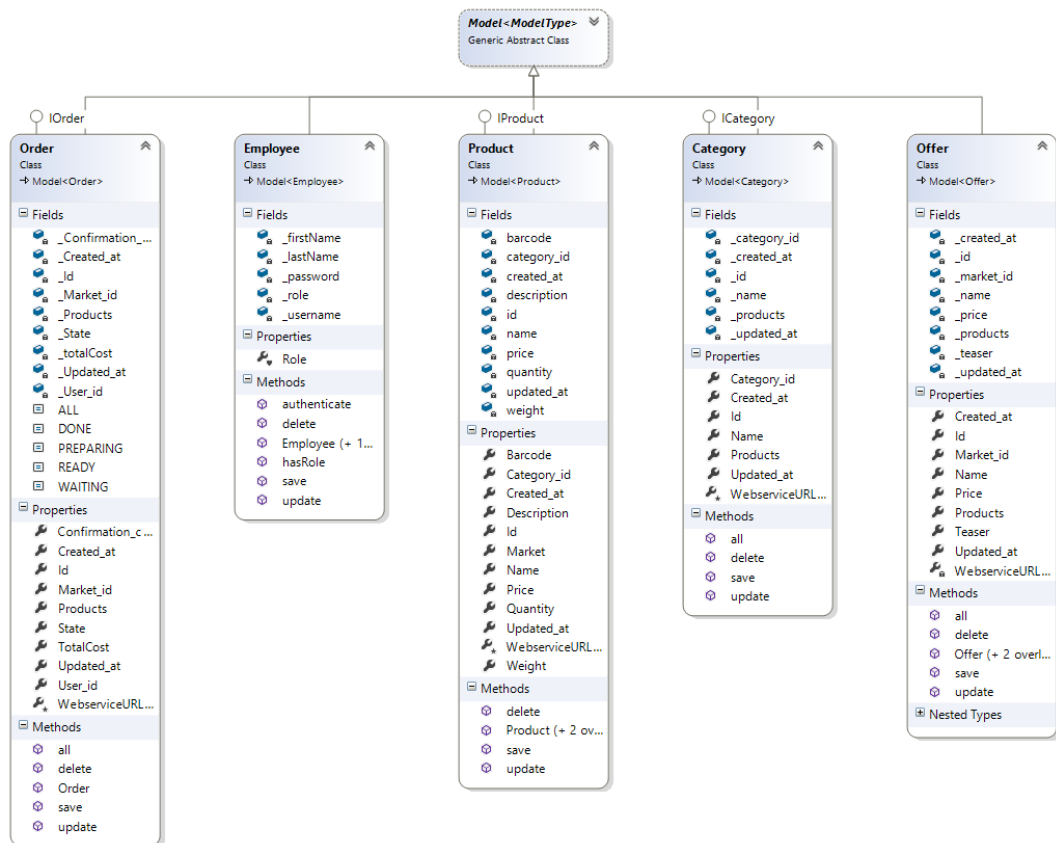 Model<ModelType>
Generic Abstract Class
IOrder
Order
Class
Model<Order>
Fields
_Confirmation_...
_Created_at
_Id
_Market_id
_Products
_State
_totalCost
_Updated_at
_User_id
ALL
DONE
PREPARING
READY
WAITING
Properties
Confirmation_c ...
Created_at
Id
Market_id
Products
State
TotalCost
Updated_at
User_id
WebserviceURL...
Methods
all
delete
Order
save
update
Employee
Class
Model<Employee>
Fields
_firstName
_lastName
_password
_role
_username
Properties
Role
Methods
authenticate
delete
Employee (+ 1...
hasRole
save
update
IProduct
Product
Class
Model<Product>
Fields
barcode
category_id
created_at
description
id
name
price
quantity
updated_at
weight
Properties
Barcode
Category_id
Created_at
Description
Id
Market
Name
Price
Quantity
Updated_at
WebserviceURL...
Weight
Methods
delete
Product (+ 2 ov...
save
update
ICategory
Category
Class
Model<Category>
Fields
_category_id
_created_at
_id
_name
_products
_updated_at
Properties
Category_id
Created_at
Id
Name
Products
Updated_at
WebserviceURL...
Methods
all
delete
save
update
Offer
Class
Model<Offer>
Fields
_created_at
_id
_market_id
_name
_price
_products
_teaser
_updated_at
Properties
Created_at
Id
Market_id
Name
Price
Products
Teaser
Updated_at
WebserviceURL...
Methods
all
delete
Offer (+ 2 overl...
save
update
Nested Types